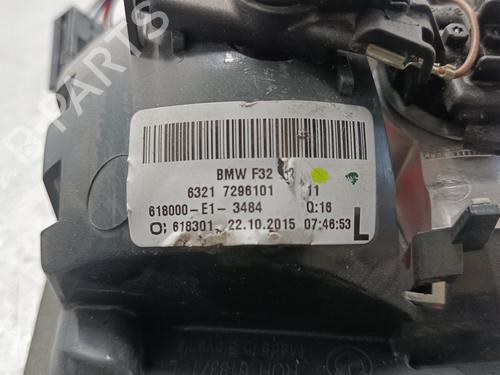 B-PARTS
BMW F32
6321 7296101 11
618000-E1- 3484 Q:16
O: 618301 22.10.2015 07:46:53 L